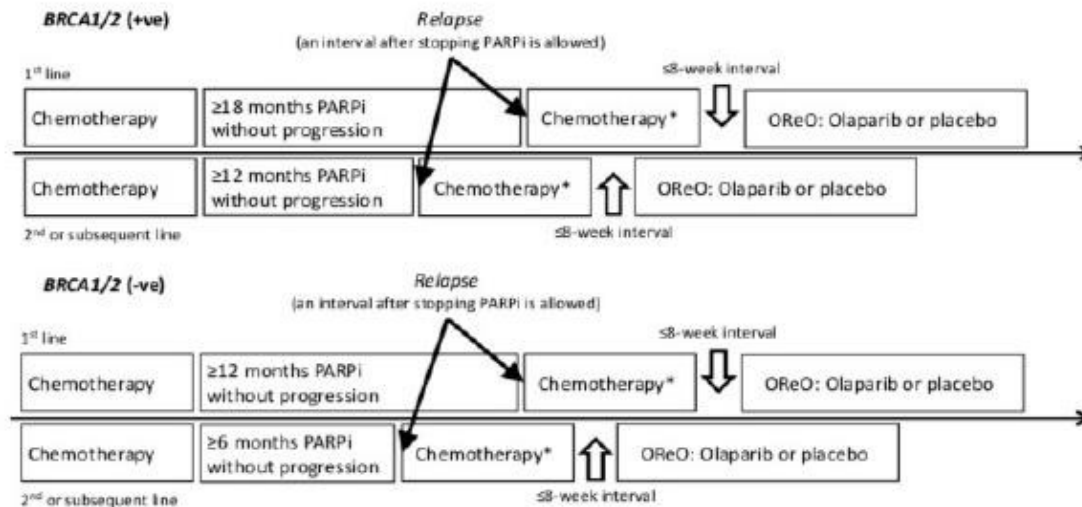 BRCA1/2 (+ve)
Relapse
(an interval after stopping PARPi is allowed)
1st line
≤8-week interval
Chemotherapy
≥18 months PARPi
without progression
Chemotherapy*
OReO: Olaparib or placebo
Chemotherapy
≥12 months PARPi
without progression
Chemotherapy*
OReO: Olaparib or placebo
2nd or subsequent line
≤8-week interval
BRCA1/2 (-ve)
Relapse
(an interval after stopping PARPi is allowed)
1st line
≤8-week interval
Chemotherapy
≥12 months PARPi
without progression
Chemotherapy*
OReO: Olaparib or placebo
Chemotherapy
≥6 months PARPi
without progression
Chemotherapy*
OReO: Olaparib or placebo
2nd or subsequent line
≤8-week interval